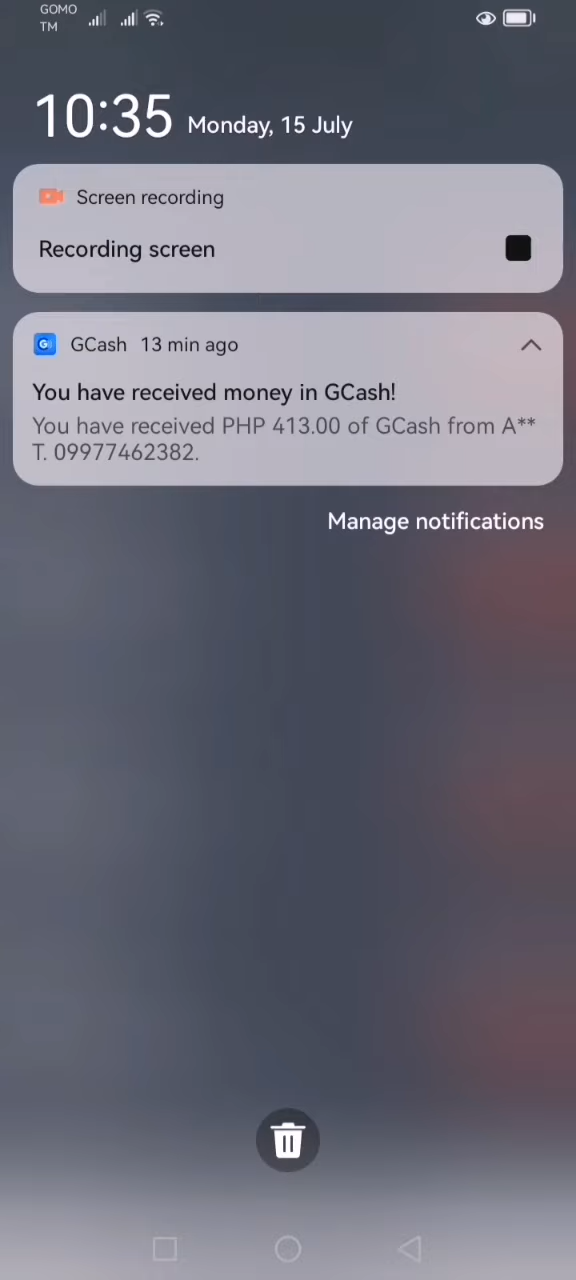 GOMO
TM
10:35 Monday, 15 July
Screen recording
Recording screen
GCash 13 min ago
You have received money in GCash!
You have received PHP 413.00 of GCash from A**
T. 09977462382.
Manage notifications